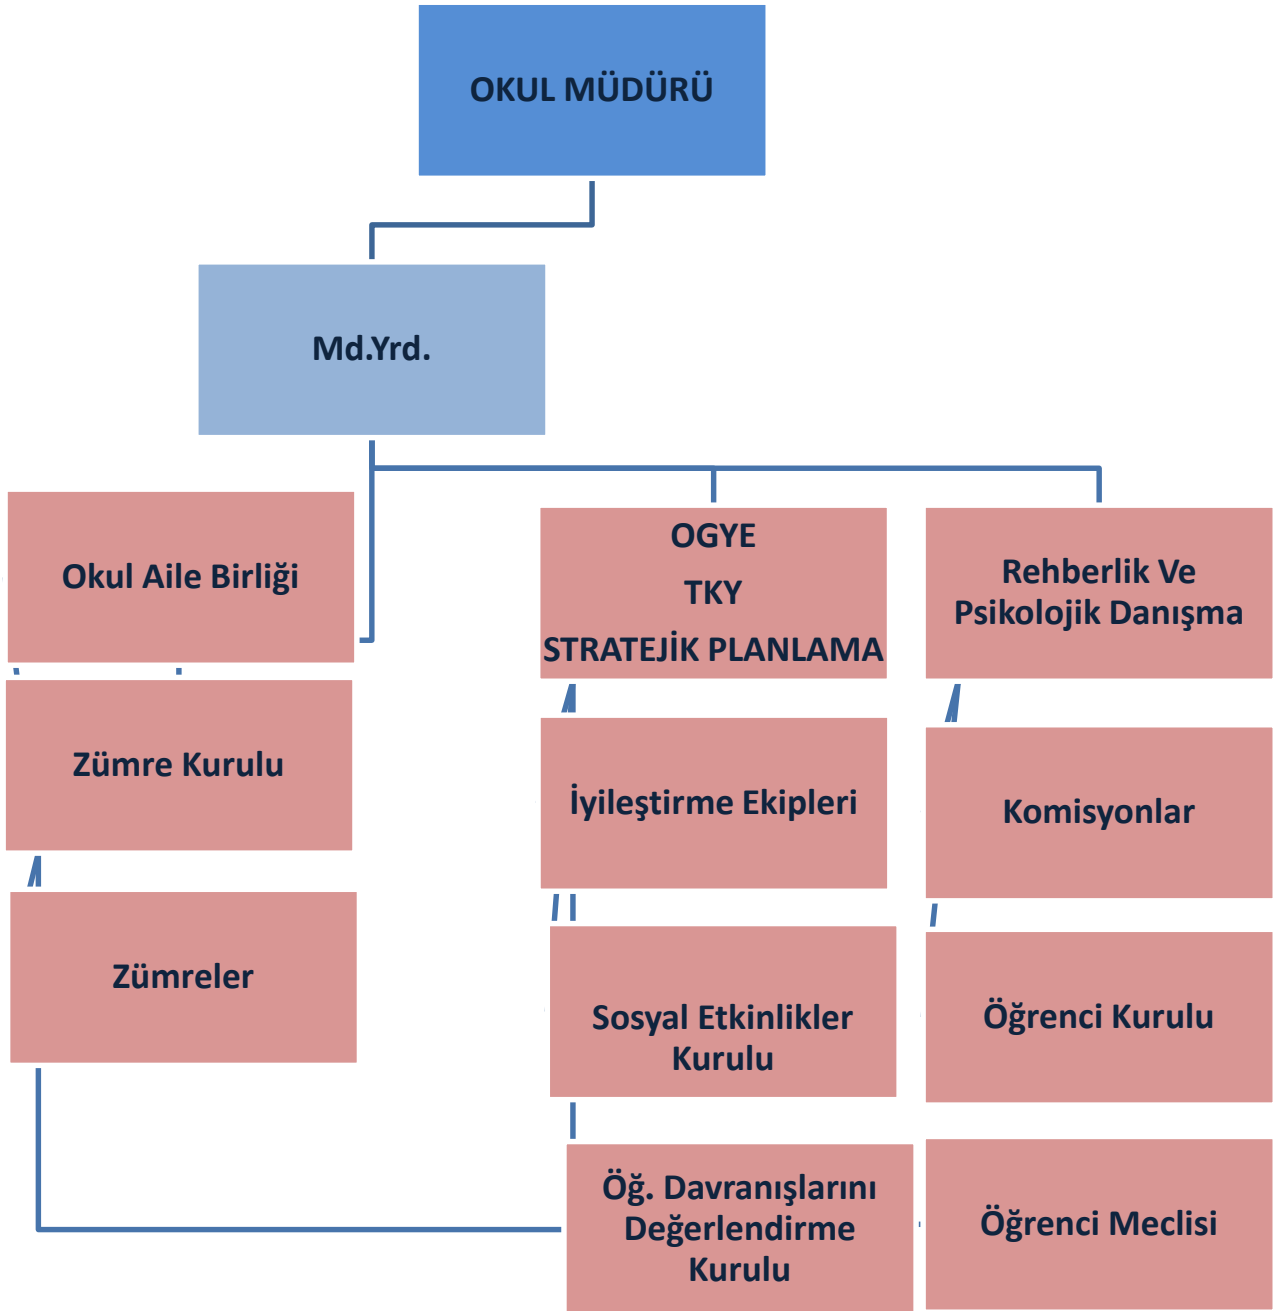 OKUL MÜDÜRÜ
Md.Yrd.
Okul Aile Birliği
OGYE
TKY
STRATEJİK PLANLAMA
Rehberlik Ve
Psikolojik Danışma
Zümre Kurulu
İyileştirme Ekipleri
Komisyonlar
Zümreler
Sosyal Etkinlikler
Kurulu
Öğrenci Kurulu
Öğ. Davranışlarını
Değerlendirme
Kurulu
Öğrenci Meclisi